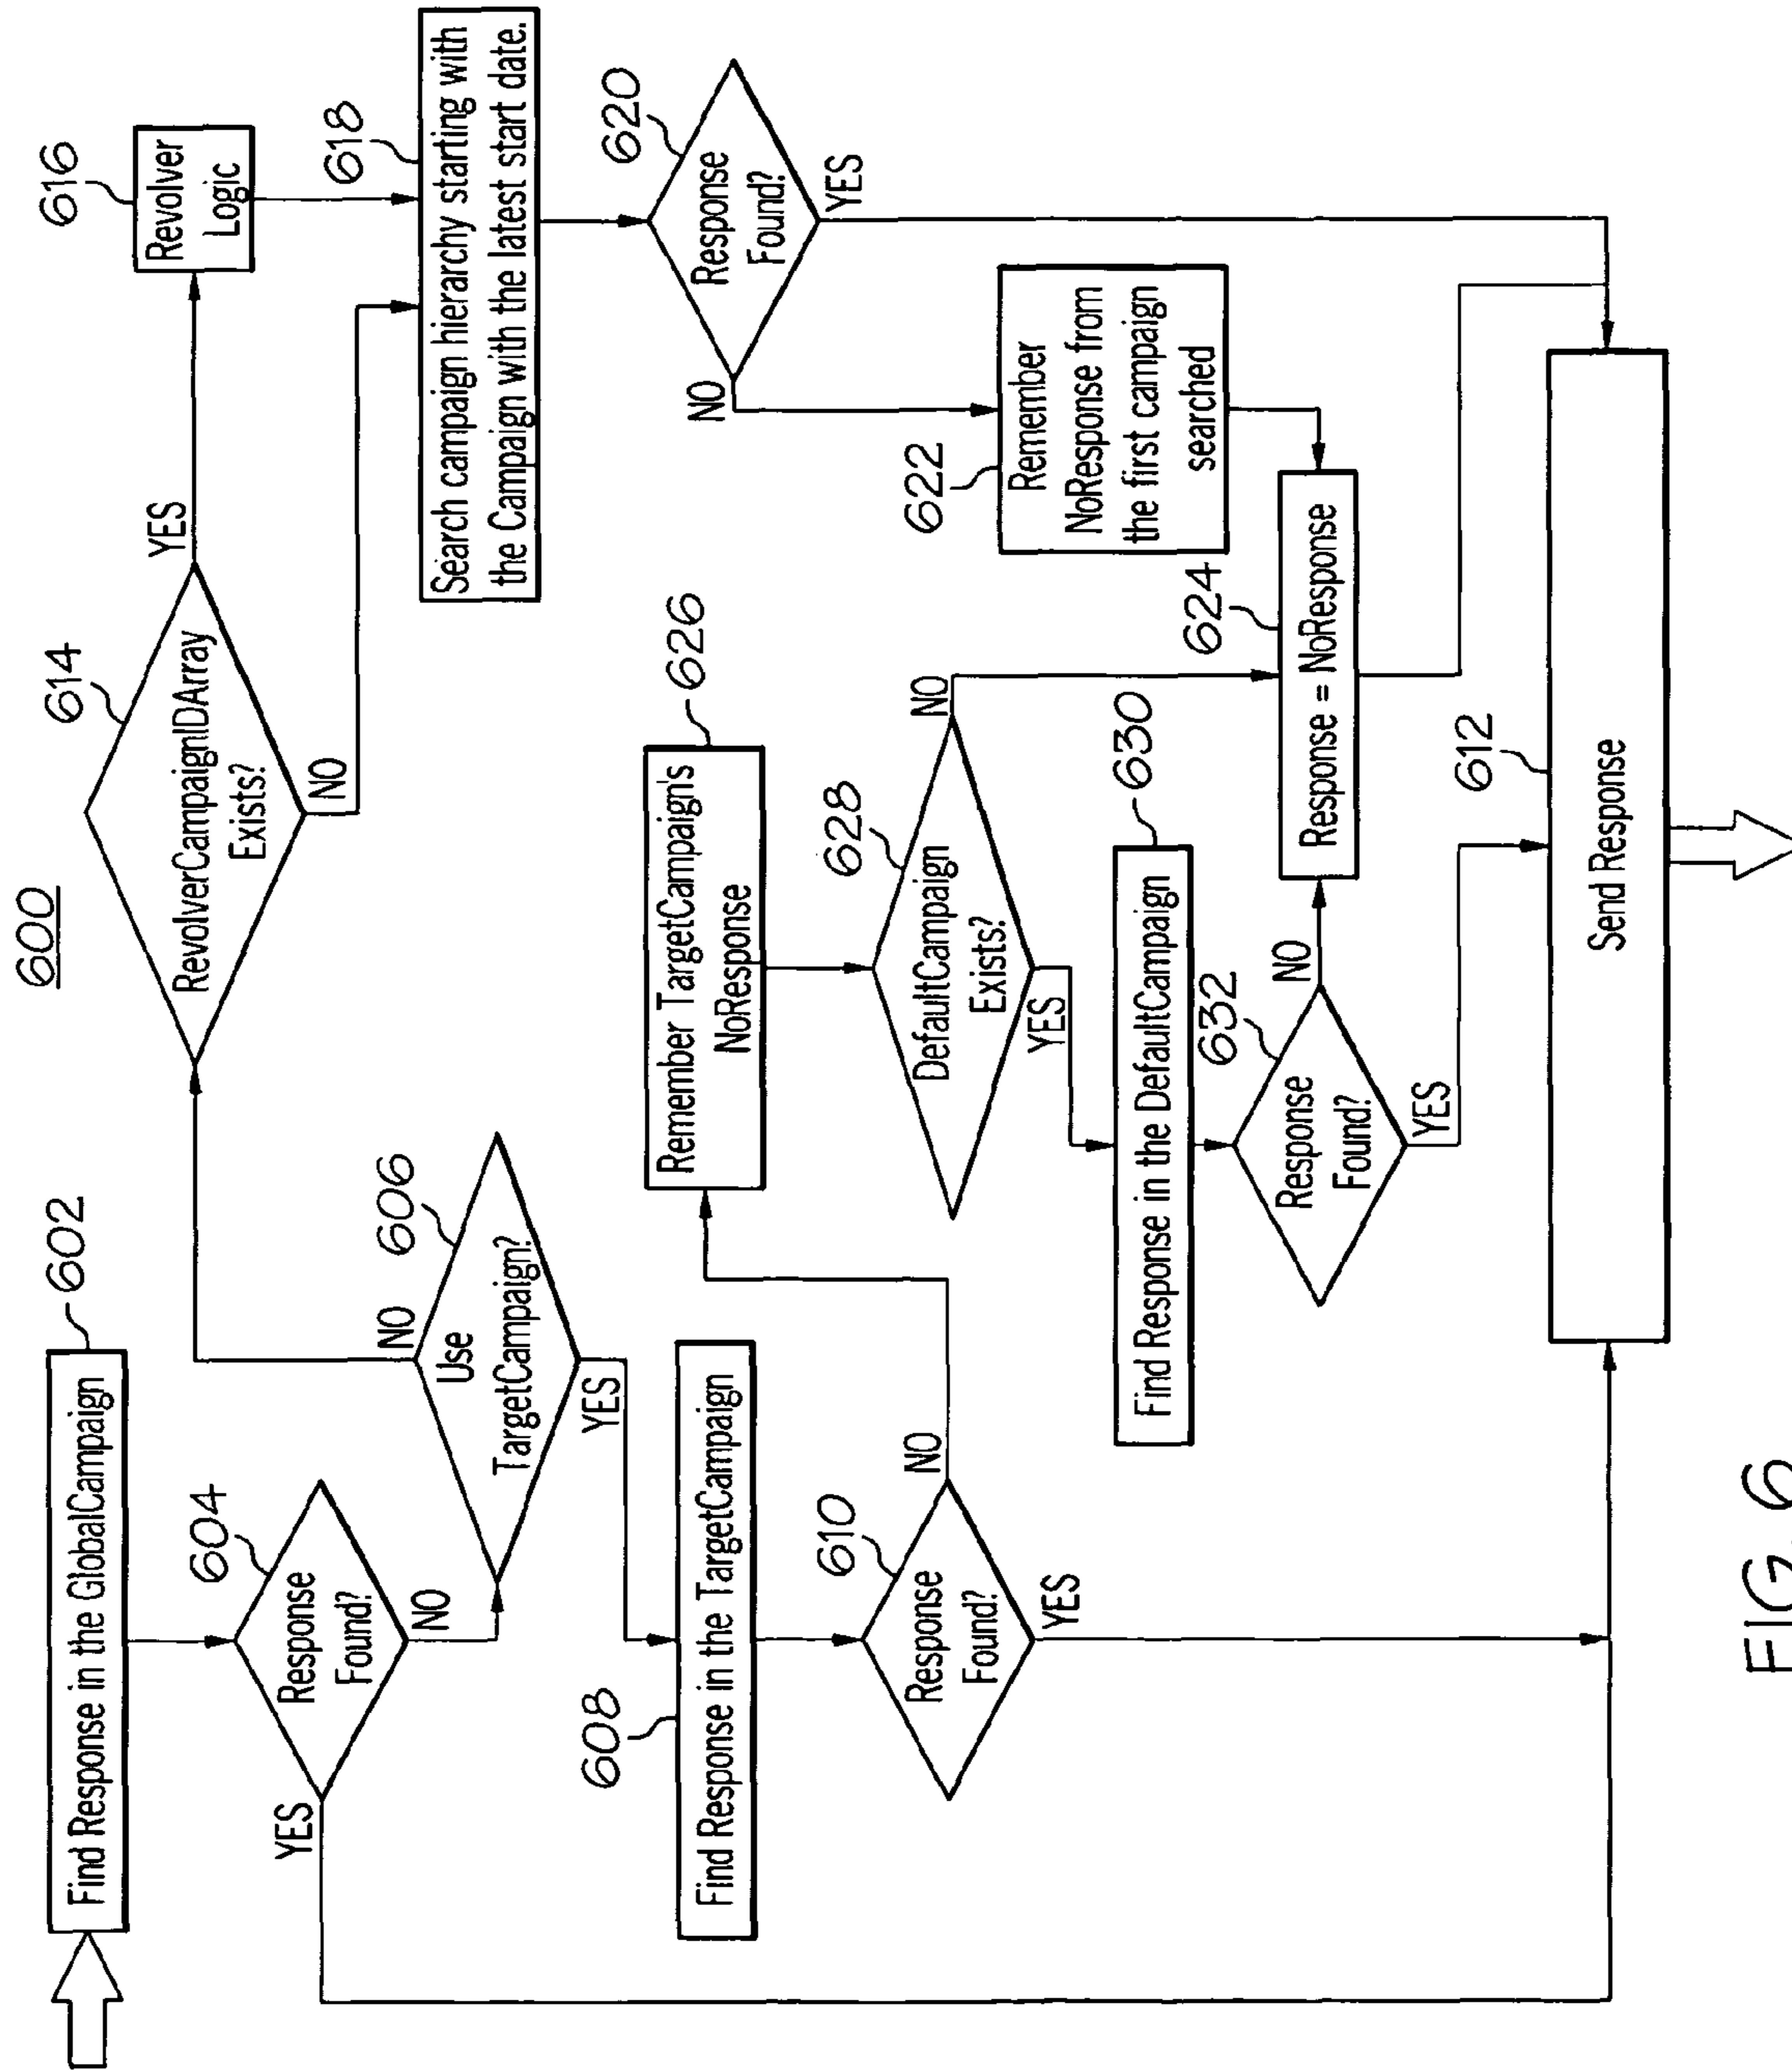 600
602
Find Response in the GlobalCampaign
604
Response
Found?
YES
NO
606
Use
TargetCampaign?
NO
YES
608
Find Response in the TargetCampaign
610
Response
Found?
NO
YES
614
RevolverCampaignIDArray
Exists?
YES
NO
616
Revolver
Logic
618
Search campaign hierarchy starting with
the Campaign with the latest start date.
620
Response
Found?
NO
YES
622
Remember
NoResponse from
the first campaign
searched
624
Response = NoResponse
626
Remember TargetCampaign's
NoResponse
628
DefaultCampaign
Exists?
NO
YES
630
Find Response in the DefaultCampaign
632
Response
Found?
NO
YES
612
Send Response
FIG. 6